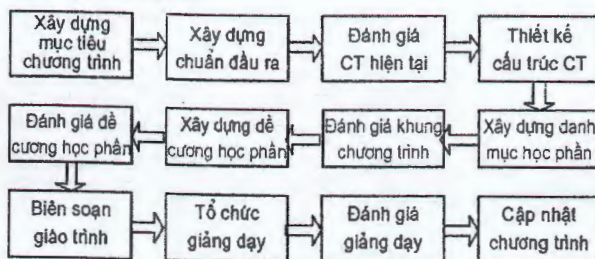 Xây dựng
mục tiêu
chương trình
Xây dựng
chuẩn đầu ra
Đánh giá
CT hiện tại
Thiết kế
cấu trúc CT
Xây dựng danh
mục học phần
Đánh giá khung
chương trình
Xây dựng đề
cương học phần
Đánh giá đề
cương học phần
Biên soạn
giáo trình
Tổ chức
giảng dạy
Đánh giá
giảng dạy
Cập nhật
chương trình